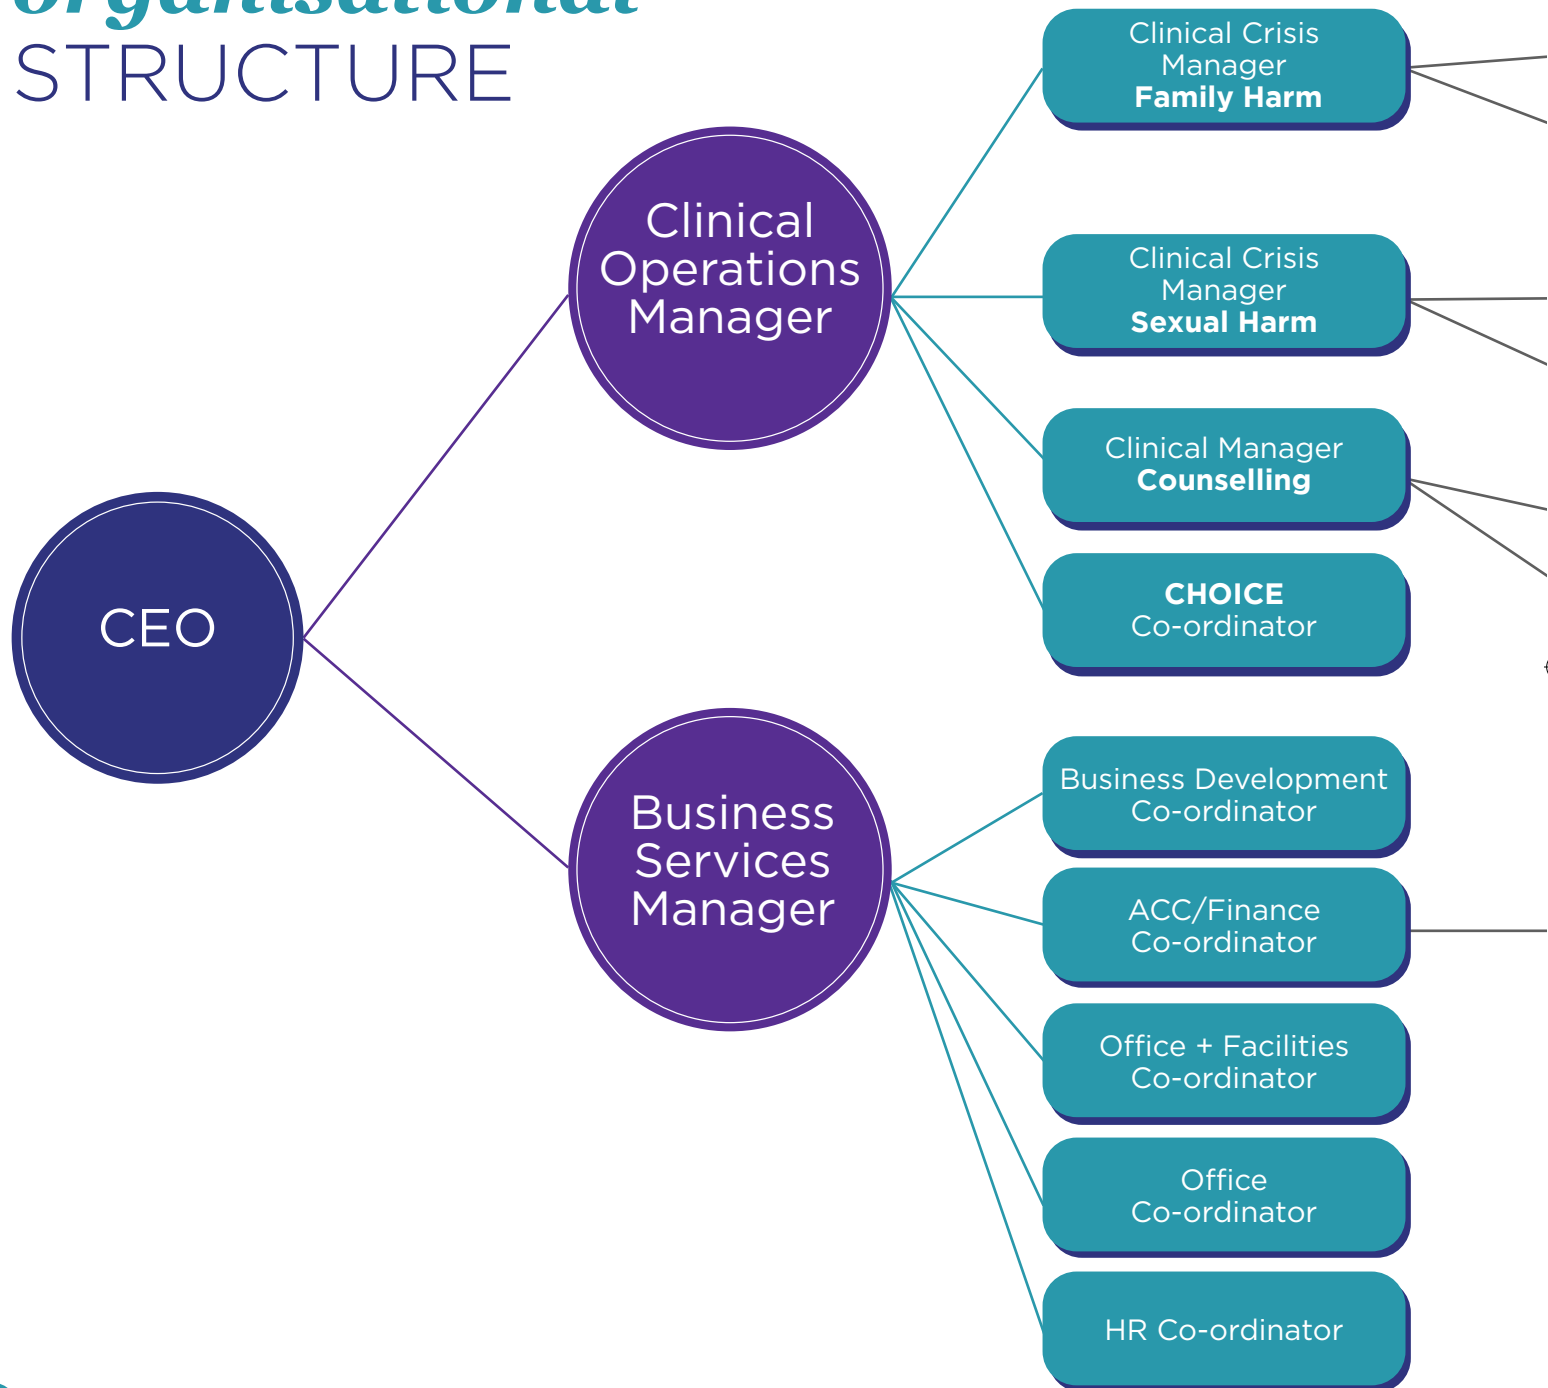 organisational
STRUCTURE
CEO
Clinical
Operations
Manager
Business
Services
Manager
Clinical Crisis
Manager
Family Harm
Clinical Crisis
Manager
Sexual Harm
Clinical Manager
Counselling
CHOICE
Co-ordinator
Business Development
Co-ordinator
ACC/Finance
Co-ordinator
Office + Facilities
Co-ordinator
Office
Co-ordinator
HR Co-ordinator